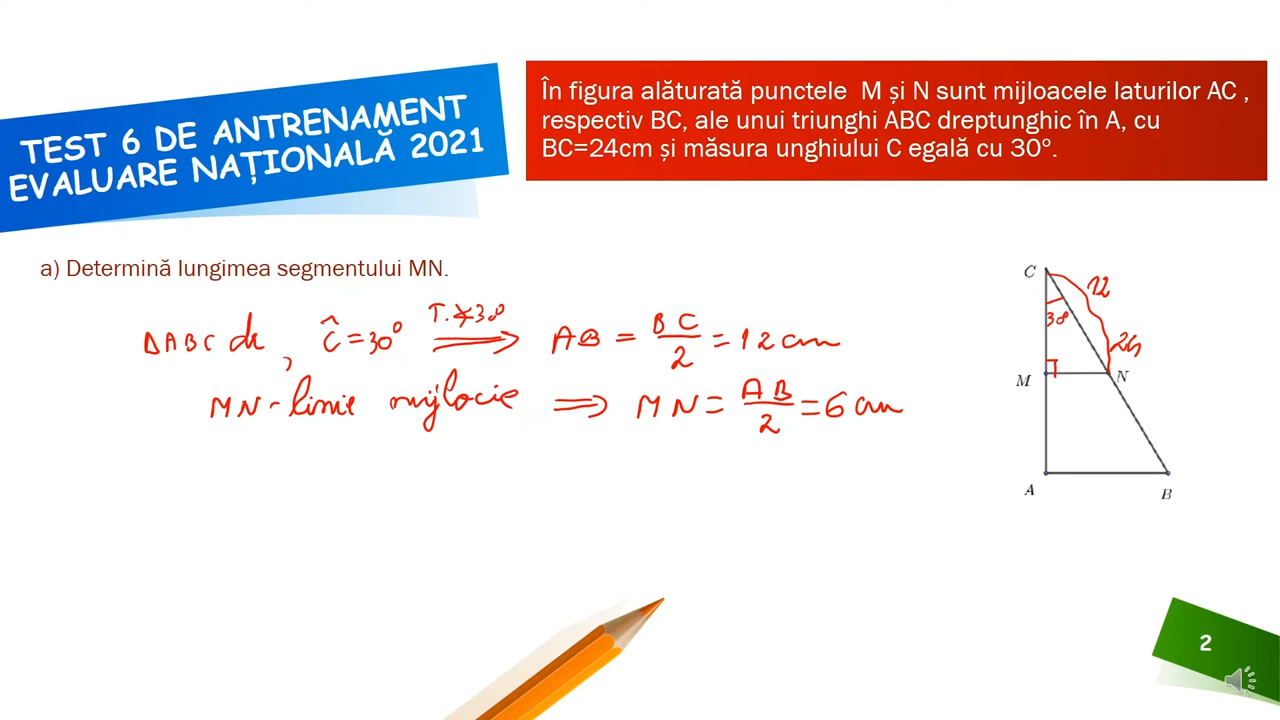 TEST 6 DE ANTRENAMENT
EVALUARE NAȚIONALĂ 2021
În figura alăturată punctele M și N sunt mijloacele laturilor AC ,
respectiv BC, ale unui triunghi ABC dreptunghic în A, cu
BC=24cm și măsura unghiului C egală cu 30º.
a) Determină lungimea segmentului MN.
ΔABC dr , Ĉ = 30° T.∢30° ⟹ AB = BC/2 = 12 cm
MN - linie mijlocie ⟹ MN = AB/2 = 6 cm
C
12
30
24
M
N
A
B
2